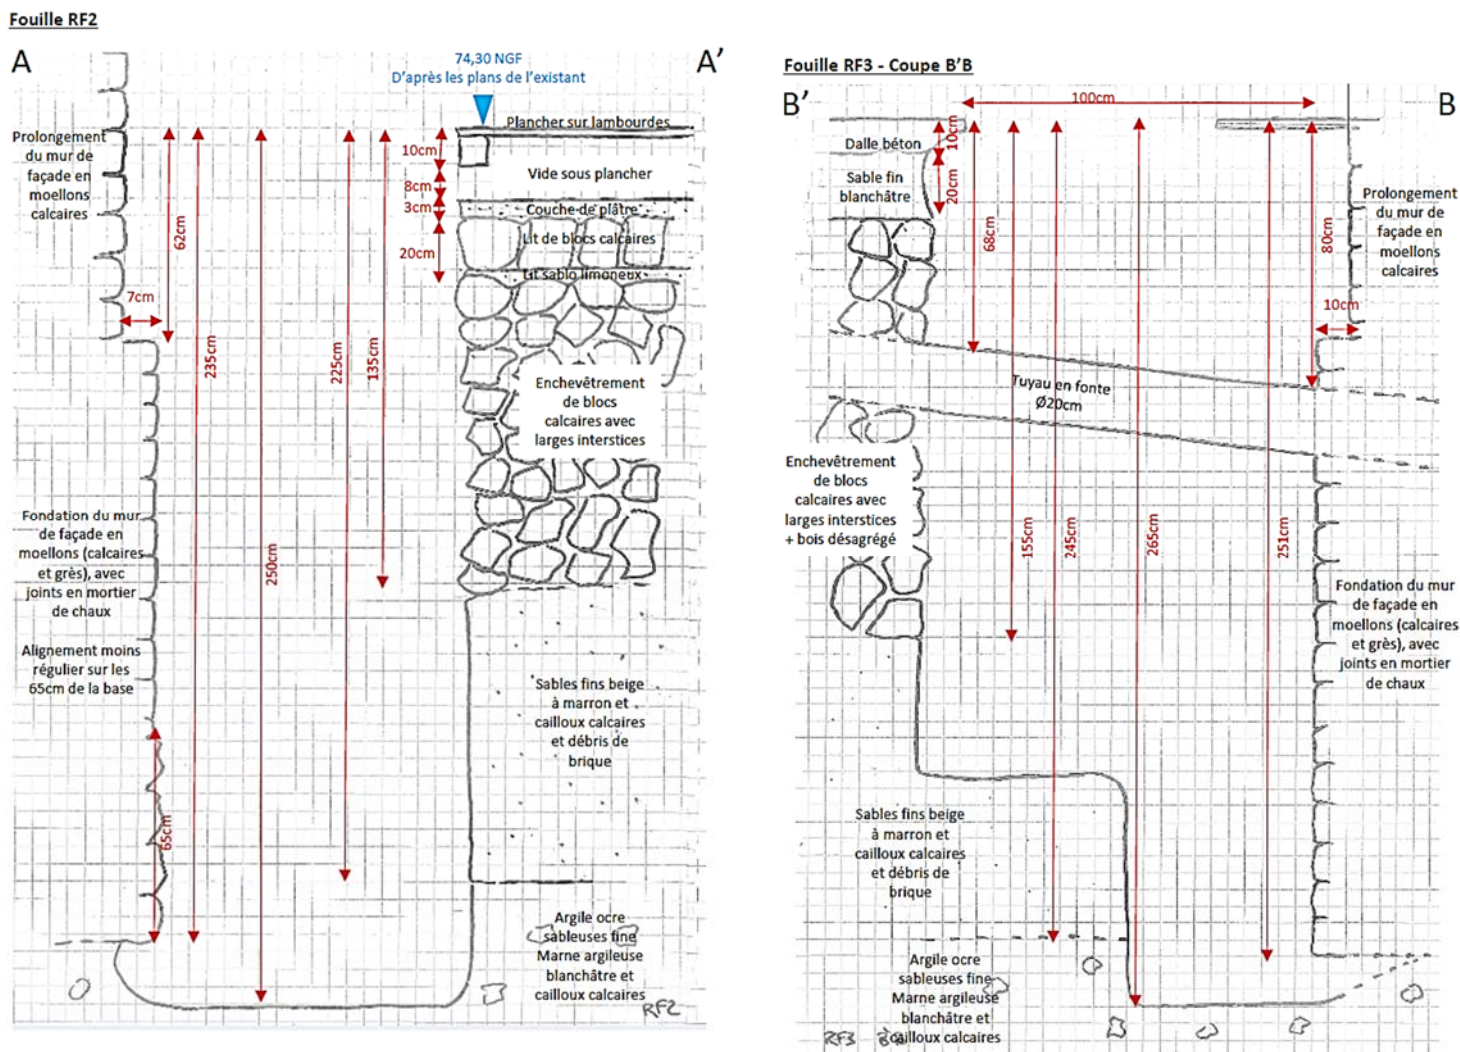 Fouille RF2
A
A'
74,30 NGF
D'après les plans de l'existant
Plancher sur lambourdes
Prolongement
du mur de
façade en
moellons
calcaires
10cm
Vide sous plancher
8cm
3cm
Couche de plâtre
62cm
Lit de blocs calcaires
20cm
Lit sablo limoneux
7cm
235cm
225cm
135cm
Enchevêtrement
de blocs
calcaires avec
larges interstices
Fondation du mur
de façade en
moellons (calcaires
et grès), avec
joints en mortier
de chaux
250cm
Alignement moins
régulier sur les
65cm de la base
Sables fins beige
à marron et
cailloux calcaires
et débris de
brique
65cm
Argile ocre
sableuses fine
Marne argileuse
blanchâtre et
cailloux calcaires
RF2
Fouille RF3 - Coupe B'B
B'
B
100cm
10cm
Dalle béton
Sable fin
blanchâtre
20cm
68cm
80cm
Prolongement
du mur de
façade en
moellons
calcaires
10cm
Tuyau en fonte
Ø20cm
Enchevêtrement
de blocs
calcaires avec
larges interstices
+ bois désagrégé
155cm
245cm
265cm
251cm
Fondation du mur
de façade en
moellons (calcaires
et grès), avec
joints en mortier
de chaux
Sables fins beige
à marron et
cailloux calcaires
et débris de
brique
Argile ocre
sableuses fine
Marne argileuse
blanchâtre et
cailloux calcaires
RF3